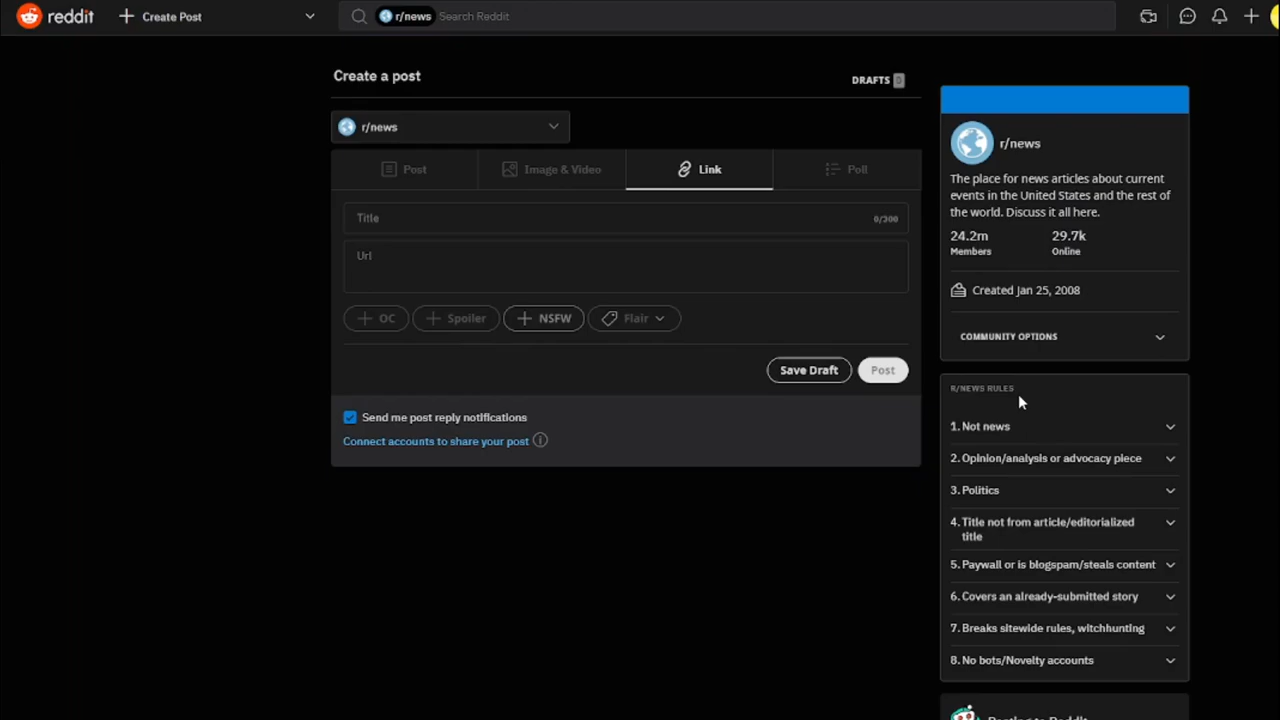 reddit
Create Post
r/news
Search Reddit
Create a post
DRAFTS
r/news
Post
Image & Video
Link
Poll
Title
0/300
Url
OC
Spoiler
NSFW
Flair
Save Draft
Post
Send me post reply notifications
Connect accounts to share your post
r/news
The place for news articles about current
events in the United States and the rest of
the world. Discuss it all here.
24.2m
29.7k
Members
Online
Created Jan 25, 2008
COMMUNITY OPTIONS
R/NEWS RULES
1. Not news
2. Opinion/analysis or advocacy piece
3. Politics
4. Title not from article/editorialized
title
5. Paywall or is blogspam/steals content
6. Covers an already-submitted story
7. Breaks sitewide rules, witchhunting
8. No bots/Novelty accounts
Posting to Reddit